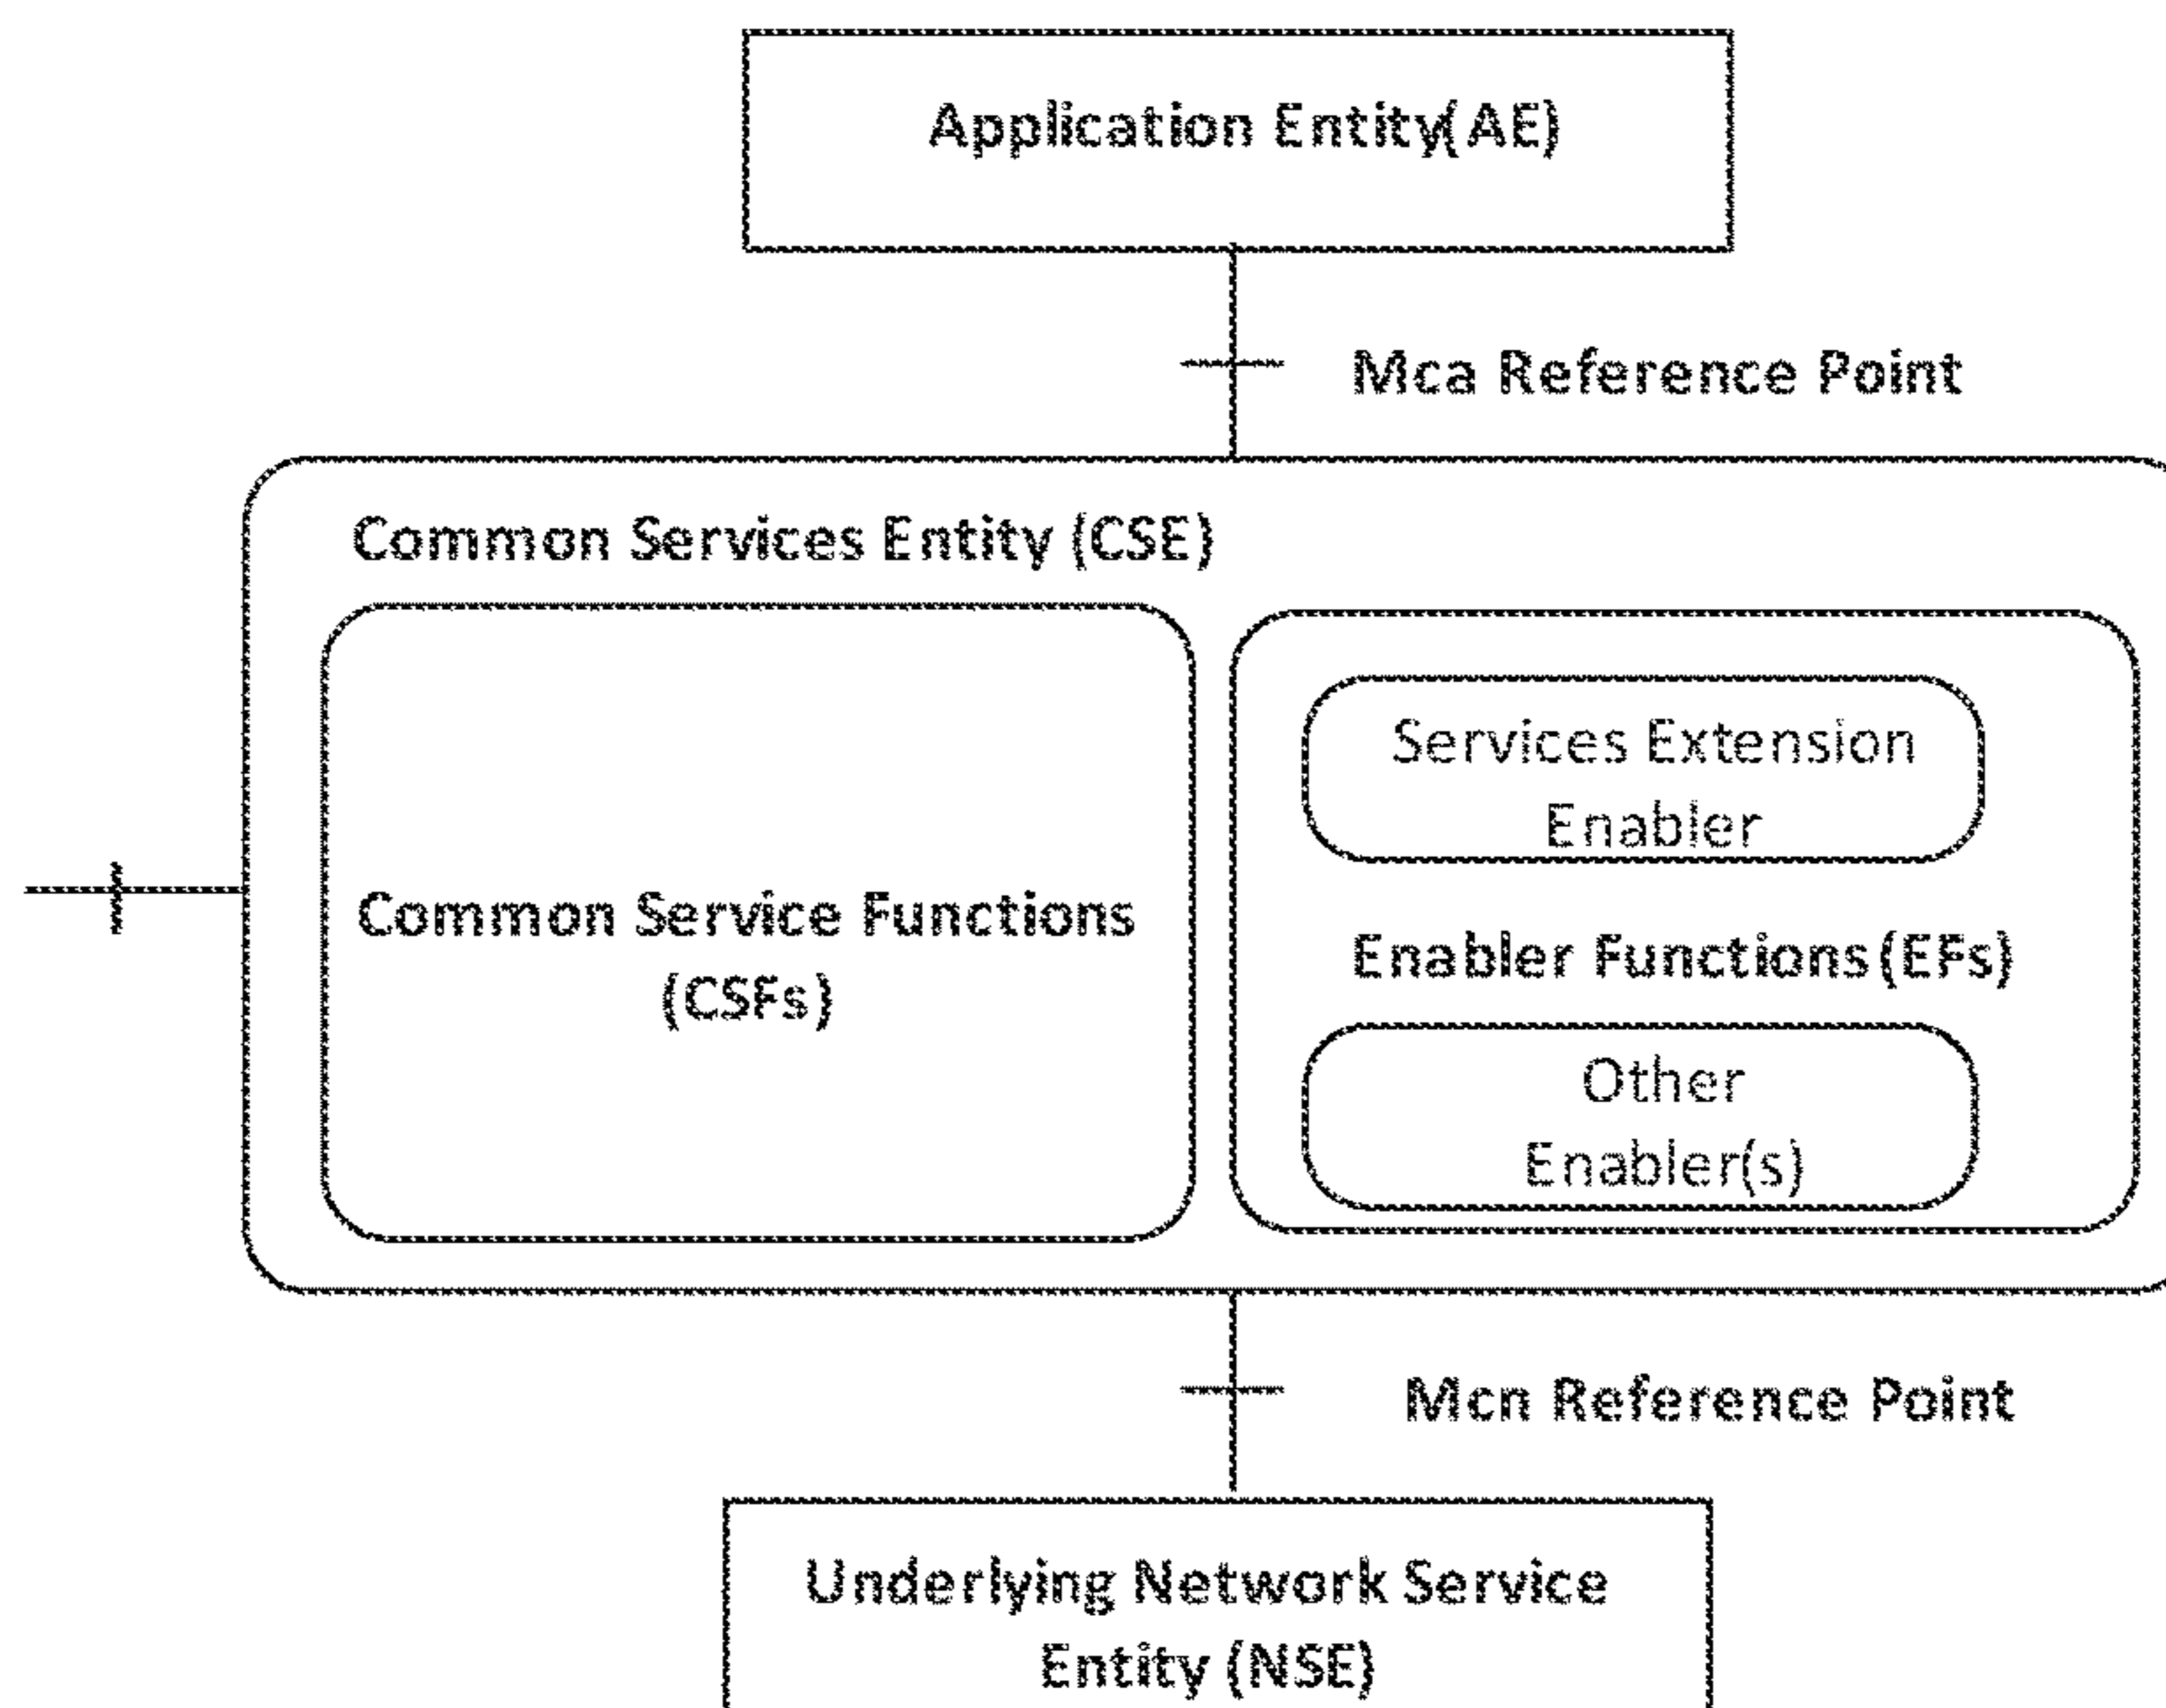 Application Entity(AE)
Mca Reference Point
Common Services Entity (CSE)
Common Service Functions
(CSFs)
Services Extension
Enabler
Enabler Functions(EFs)
Other
Enabler(s)
Mcn Reference Point
Underlying Network Service
Entity (NSE)